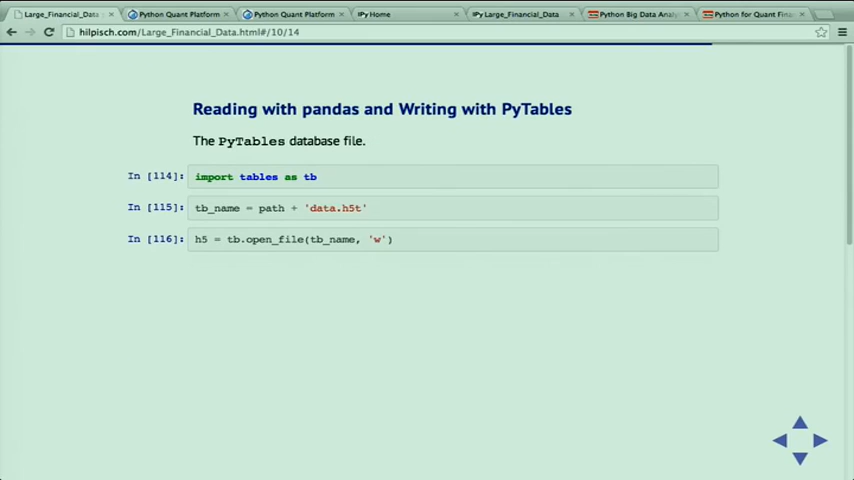 Large_Financial_Data
Python Quant Platform
Python Quant Platform
IPy Home
IPy Large_Financial_Data
Python Big Data Analy
Python for Quant Fina
hilpisch.com/Large_Financial_Data.html#/10/14
Reading with pandas and Writing with PyTables
The PyTables database file.
In [114]: import tables as tb
In [115]: tb_name = path + 'data.h5t'
In [116]: h5 = tb.open_file(tb_name, 'w')